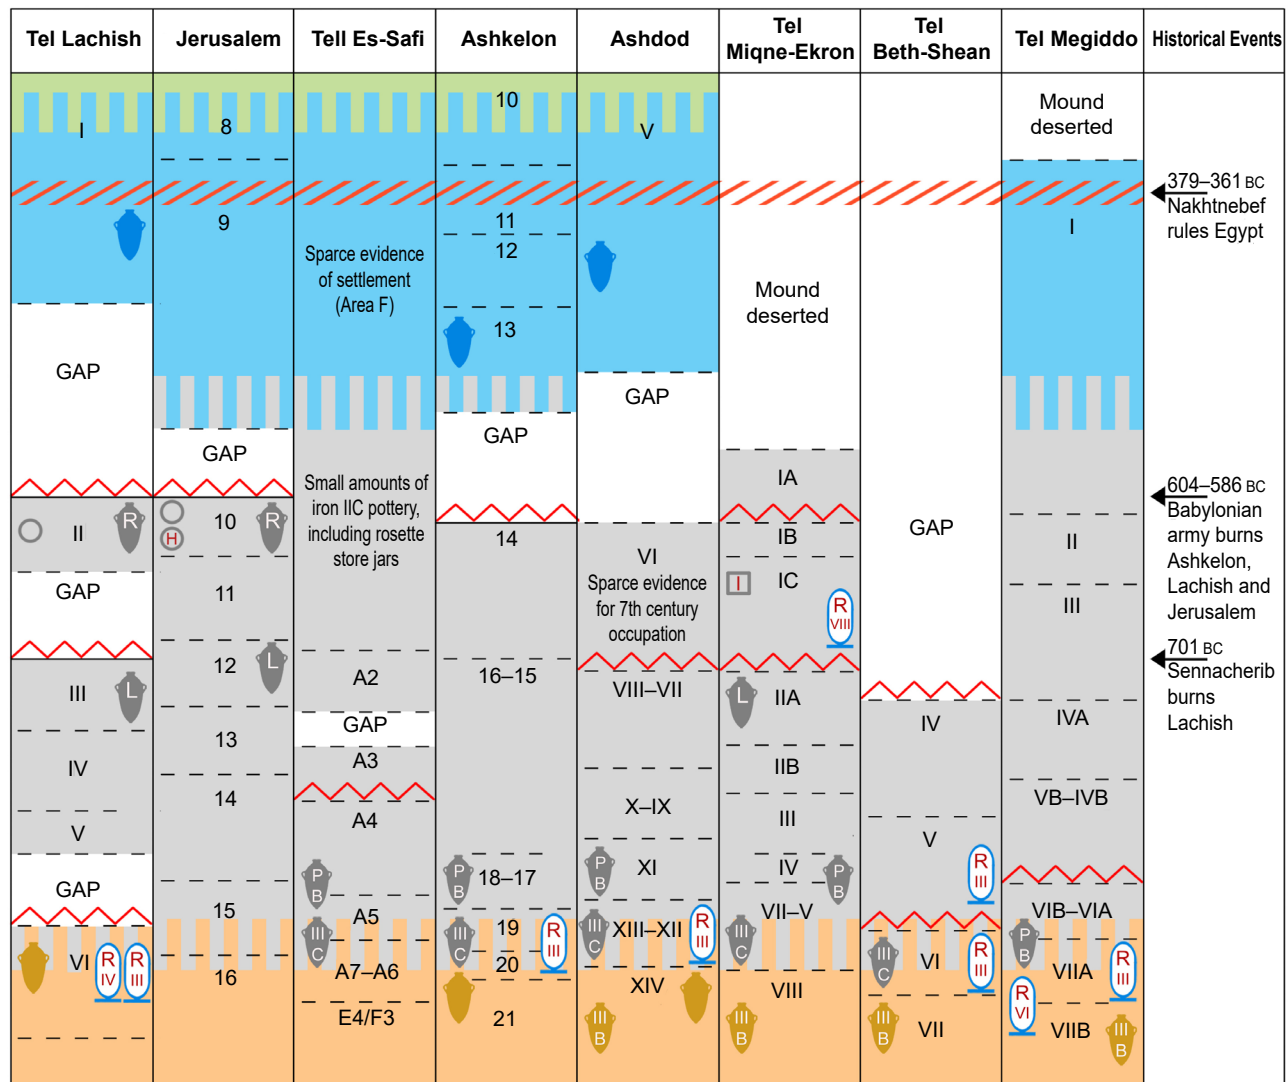 Tel Lachish
Jerusalem
Tell Es-Safi
Ashkelon
Ashdod
Tel
Miqne-Ekron
Tel
Beth-Shean
Tel Megiddo
Historical Events
I
GAP
R
II
GAP
III
L
IV
V
GAP
VI
R
IV
R
III
8
9
GAP
10
H
R
11
12
L
13
14
15
16
Sparce evidence
of settlement
(Area F)
Small amounts of
iron IIC pottery,
including rosette
store jars
A2
GAP
A3
A4
P
B
A5
III
C
A7–A6
E4/F3
10
11
12
13
GAP
14
16–15
P
B
18–17
III
C
19
R
III
20
21
V
GAP
VI
Sparce evidence
for 7th century
occupation
VIII–VII
X–IX
P
B
XI
III
C
XIII–XII
R
III
XIV
III
B
Mound
deserted
IA
IB
I
IC
R
VIII
L
IIA
IIB
III
IV
P
B
VII–V
III
C
VIII
III
B
GAP
IV
V
R
III
III
C
VI
R
III
III
B
VII
Mound
deserted
I
II
III
IVA
VB–IVB
VIB–VIA
P
B
VIIA
R
III
R
VI
VIIB
III
B
379–361 BC
Nakhtnebef
rules Egypt
604–586 BC
Babylonian
army burns
Ashkelon,
Lachish and
Jerusalem
701 BC
Sennacherib
burns
Lachish